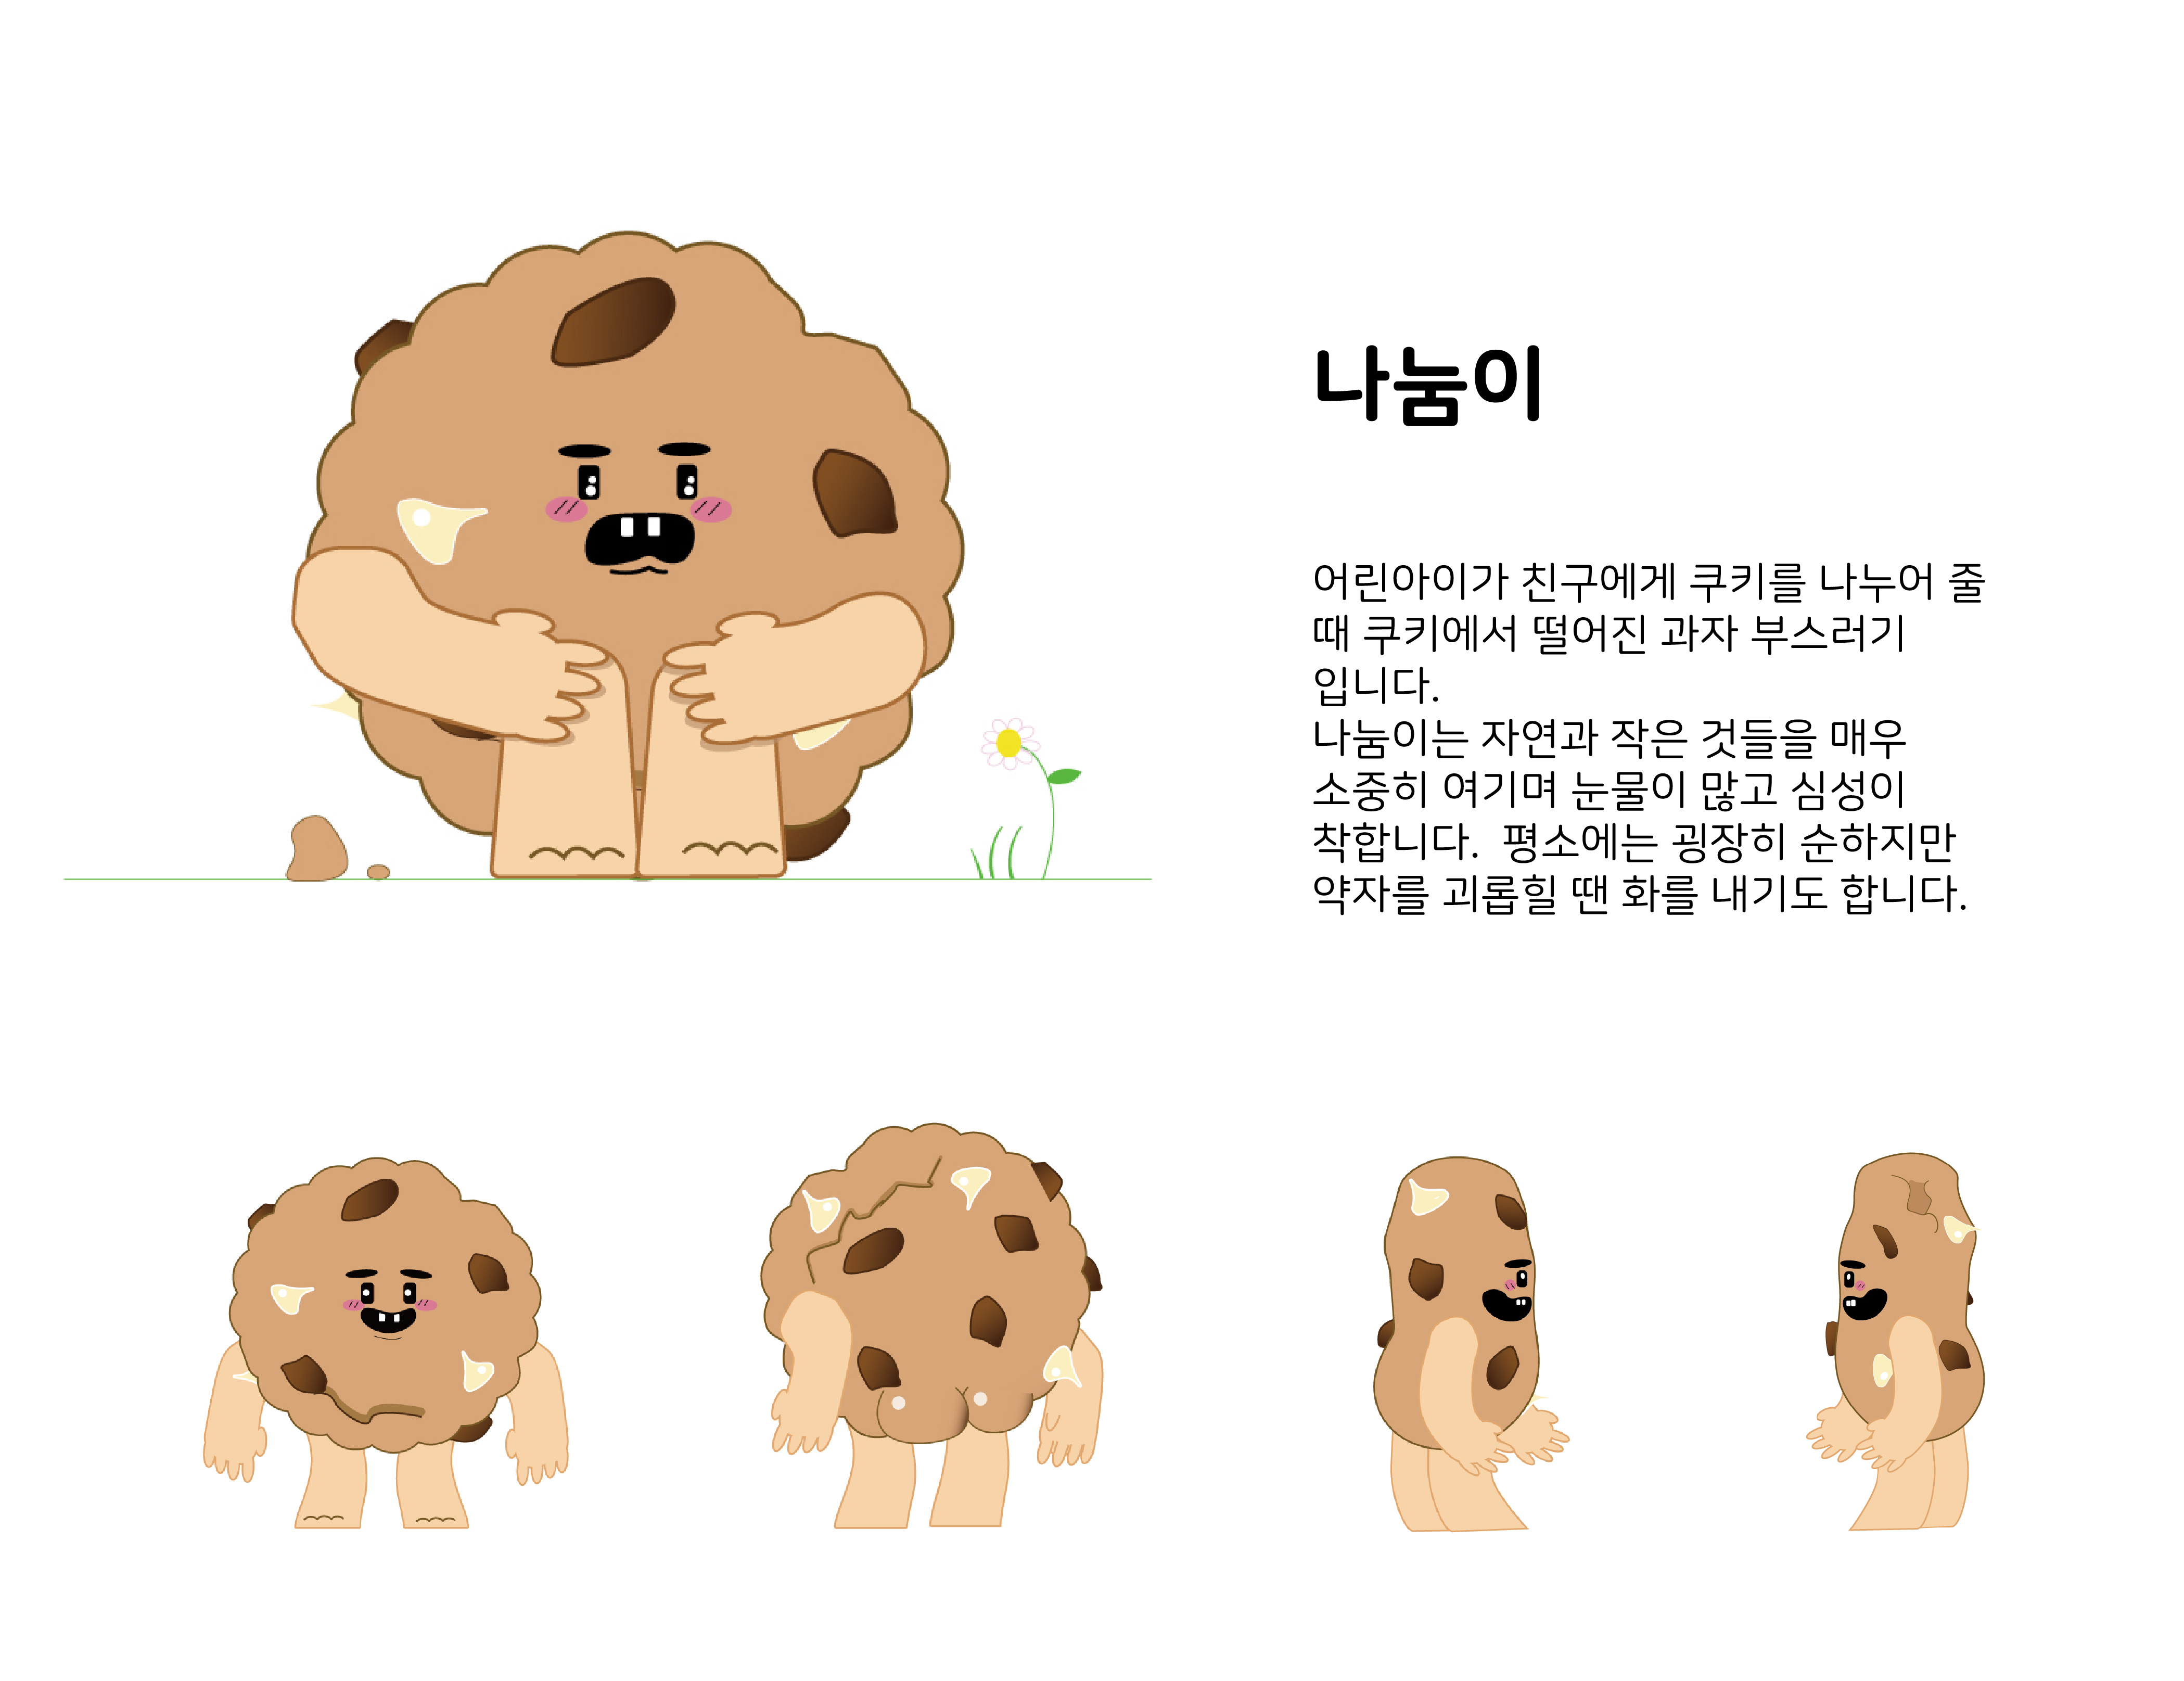 나눔이
어린아이가 친구에게 쿠키를 나누어 줄
때 쿠키에서 떨어진 과자 부스러기
입니다.
나눔이는 자연과 작은 것들을 매우
소중히 여기며 눈물이 많고 심성이
착합니다. 평소에는 굉장히 순하지만
약자를 괴롭힐 땐 화를 내기도 합니다.